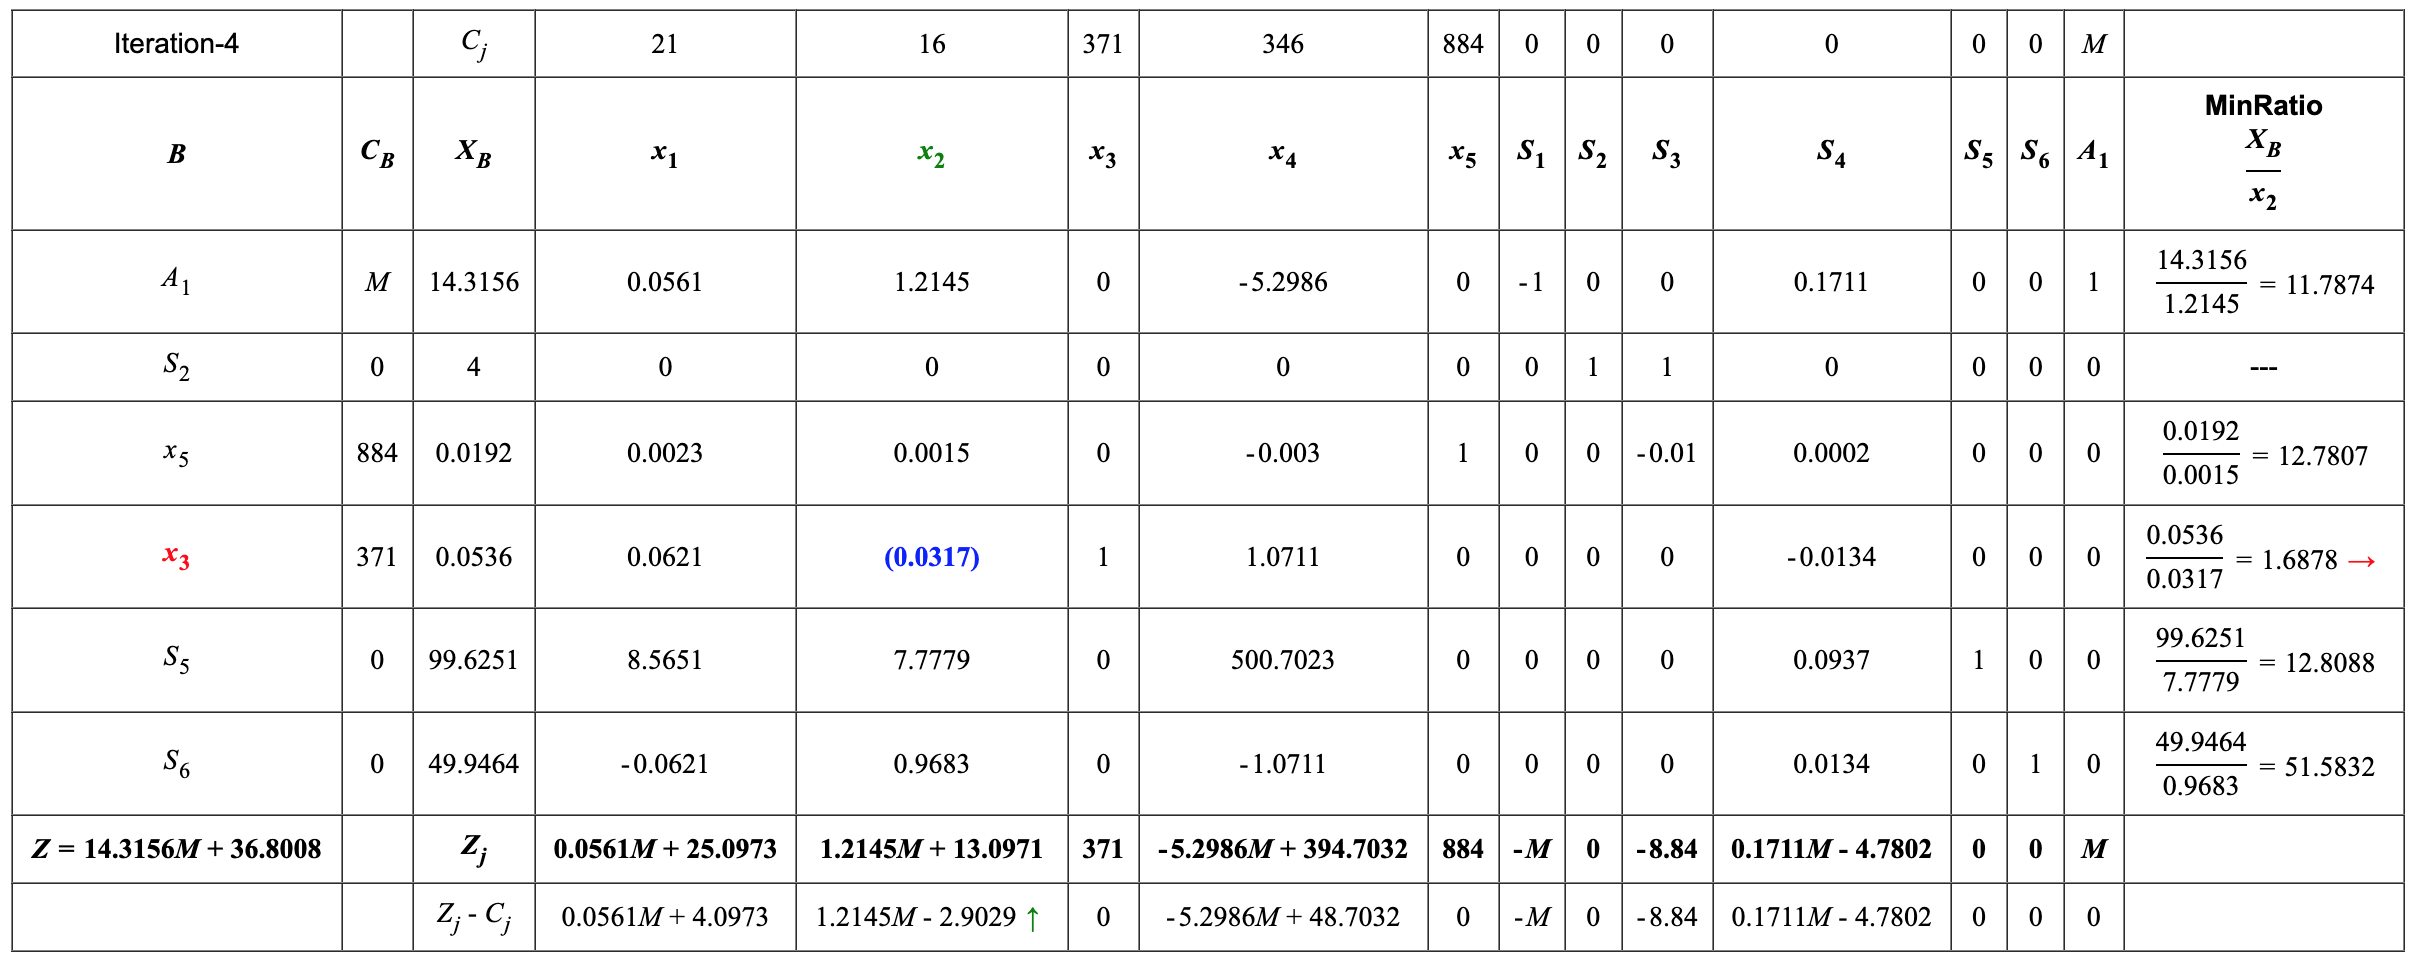 Iteration-4 C_j 21 16 371 346 884 0 0 0 0 0 0 M
B C_B X_B x_1 x_2 x_3 x_4 x_5 S_1 S_2 S_3 S_4 S_5 S_6 A_1 MinRatio X_B/x_2
A_1 M 14.3156 0.0561 1.2145 0 -5.2986 0 -1 0 0 0.1711 0 0 1 14.3156/1.2145 = 11.7874
S_2 0 4 0 0 0 0 0 0 1 1 0 0 0 0 ---
x_5 884 0.0192 0.0023 0.0015 0 -0.003 1 0 0 -0.01 0.0002 0 0 0 0.0192/0.0015 = 12.7807
x_3 371 0.0536 0.0621 (0.0317) 1 1.0711 0 0 0 0 -0.0134 0 0 0 0.0536/0.0317 = 1.6878 →
S_5 0 99.6251 8.5651 7.7779 0 500.7023 0 0 0 0 0.0937 1 0 0 99.6251/7.7779 = 12.8088
S_6 0 49.9464 -0.0621 0.9683 0 -1.0711 0 0 0 0 0.0134 0 1 0 49.9464/0.9683 = 51.5832
Z = 14.3156M + 36.8008 Z_j 0.0561M + 25.0973 1.2145M + 13.0971 371 -5.2986M + 394.7032 884 -M 0 -8.84 0.1711M - 4.7802 0 0 M
Z_j - C_j 0.0561M + 4.0973 1.2145M - 2.9029 ↑ 0 -5.2986M + 48.7032 0 -M 0 -8.84 0.1711M - 4.7802 0 0 0